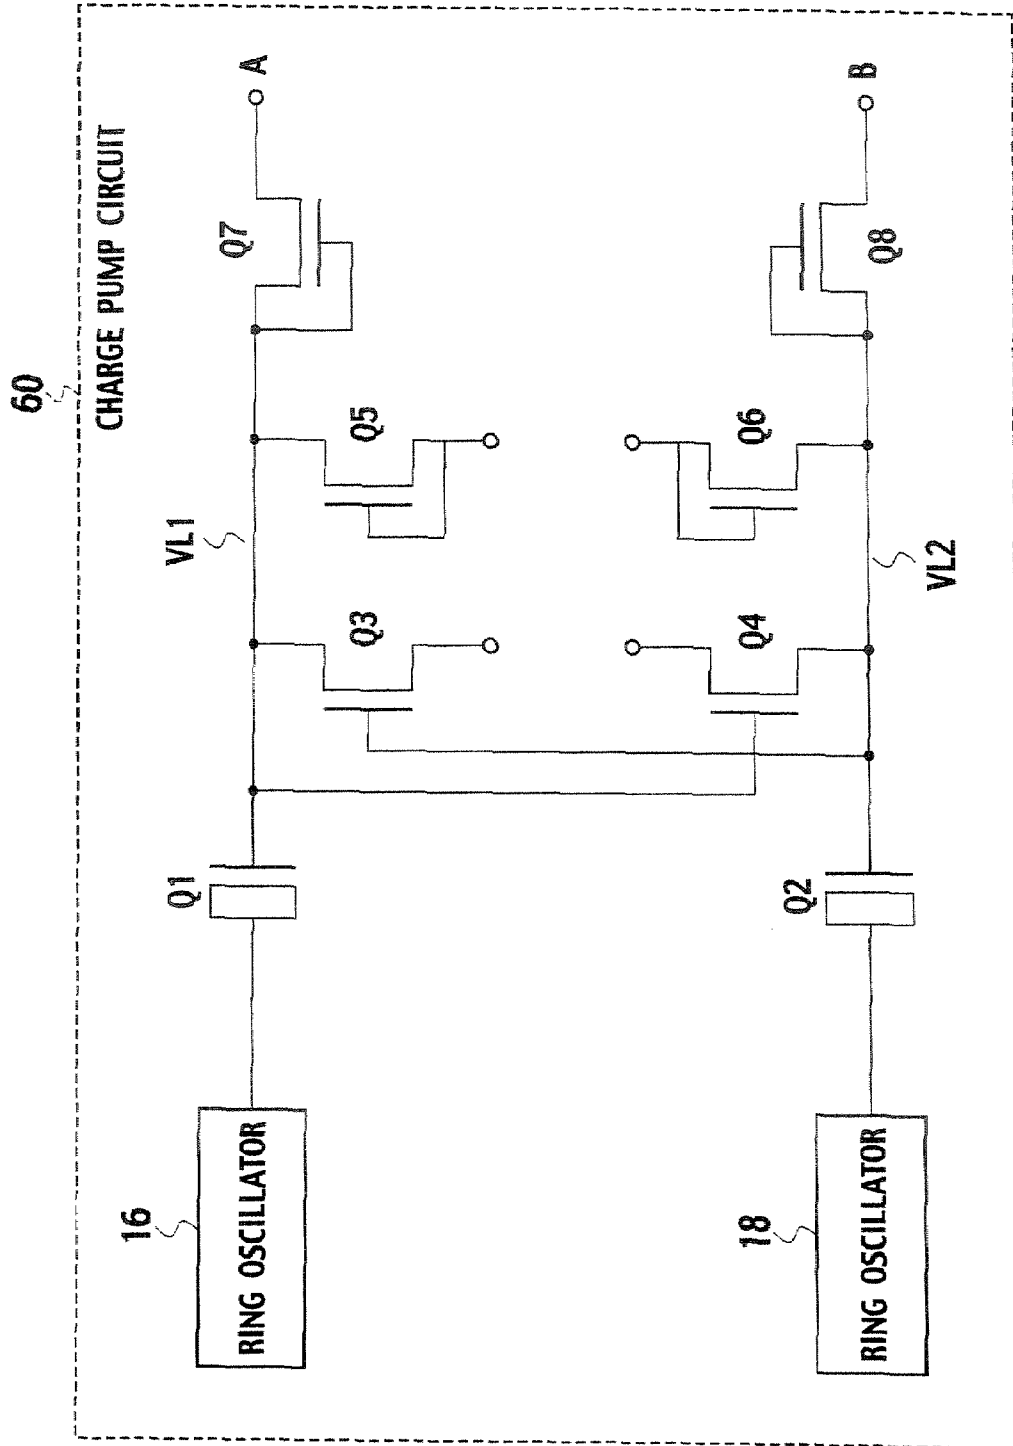 60
CHARGE PUMP CIRCUIT
16
RING OSCILLATOR
Q1
VL1
Q3
Q5
Q7
A
18
RING OSCILLATOR
Q2
Q4
Q6
VL2
Q8
B